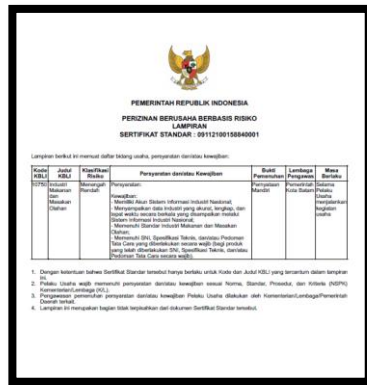 PEMERINTAH REPUBLIK INDONESIA
PERIZINAN BERUSAHA BERBASIS RISIKO
LAMPIRAN
SERTIFIKAT STANDAR : 09112100158840001
Lampiran berikut ini memuat daftar bidang usaha, persyaratan dan/atau kewajiban:
Kode KBLI
Judul KBLI
Klasifikasi Risiko
Persyaratan dan/atau Kewajiban
Bukti Pemenuhan
Lembaga Pengawas
Masa Berlaku
10750
Industri Makanan dan Masakan Olahan
Menengah Rendah
Persyaratan:
-
Kewajiban:
- Memiliki Akun Sistem Informasi Industri Nasional;
- Menyampaikan data Industri yang akurat, lengkap, dan
tepat waktu secara berkala yang disampaikan melalui
Sistem Informasi Industri Nasional;
- Memenuhi Standar Industri Makanan dan Masakan
Olahan;
- Memenuhi SNI, Spesifikasi Teknis, dan/atau Pedoman
Tata Cara yang diberlakukan secara wajib (bagi produk
yang telah diberlakukan SNI, Spesifikasi Teknis, dan/atau
Pedoman Tata Cara secara wajib).
Pernyataan Mandiri
Pemerintah Kota Batam
Selama Pelaku Usaha menjalankan kegiatan usaha
1. Dengan ketentuan bahwa Sertifikat Standar tersebut hanya berlaku untuk Kode dan Judul KBLI yang tercantum dalam lampiran
ini.
2. Pelaku Usaha wajib memenuhi persyaratan dan/atau kewajiban sesuai Norma, Standar, Prosedur, dan Kriteria (NSPK)
Kementerian/Lembaga (K/L).
3. Pengawasan pemenuhan persyaratan dan/atau kewajiban Pelaku Usaha dilakukan oleh Kementerian/Lembaga/Pemerintah
Daerah terkait.
4. Lampiran ini merupakan bagian tidak terpisahkan dari dokumen Sertifikat Standar tersebut.